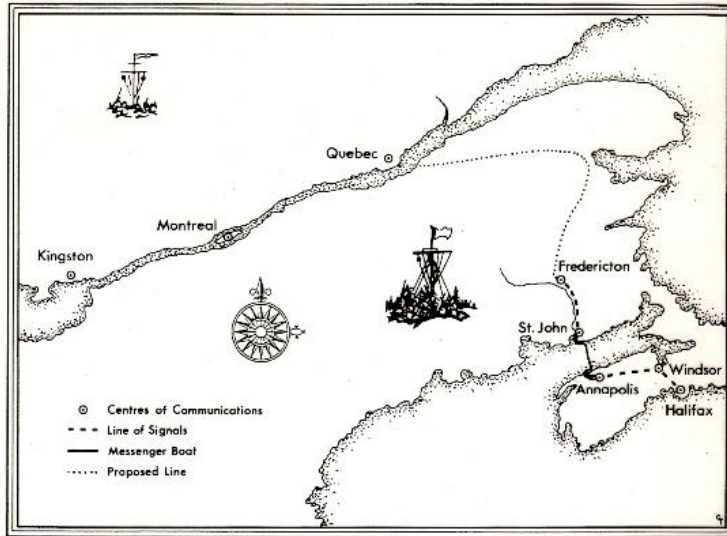 Quebec
Montreal
Kingston
Fredericton
St. John
Windsor
Annapolis
Halifax
Centres of Communications
Line of Signals
Messenger Boat
Proposed Line